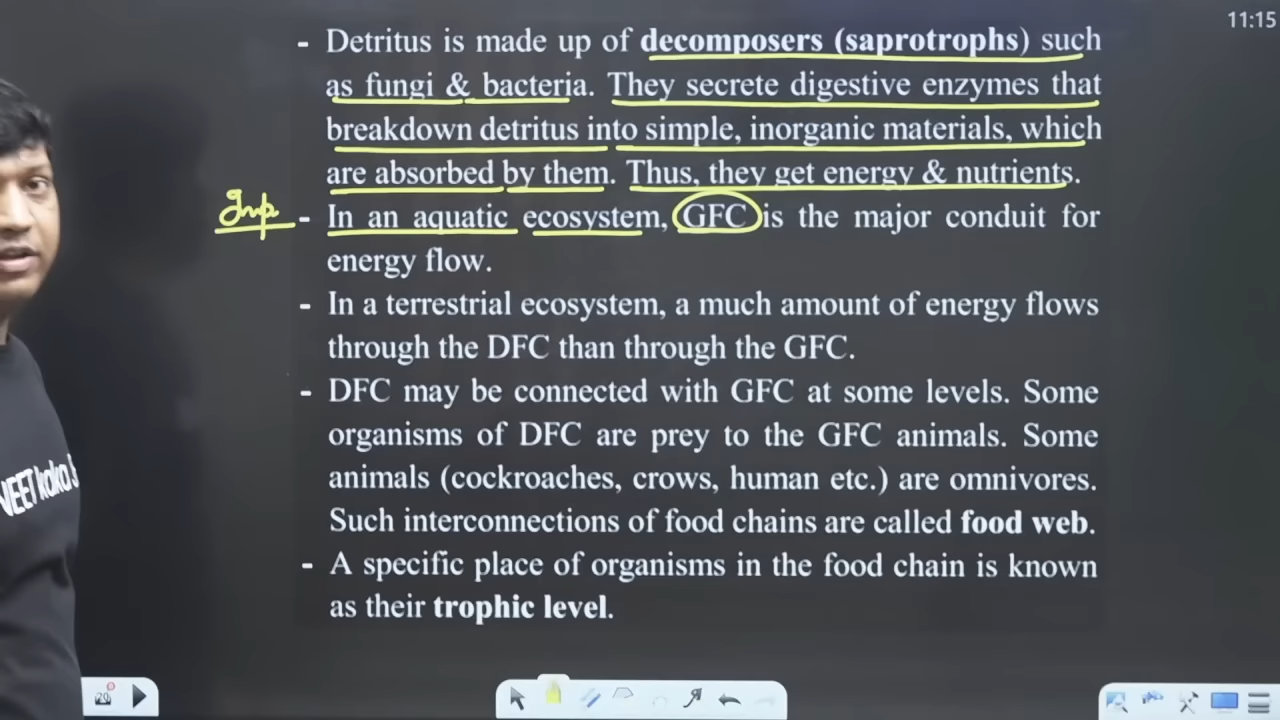 11:15
- Detritus is made up of decomposers (saprotrophs) such
as fungi & bacteria. They secrete digestive enzymes that
breakdown detritus into simple, inorganic materials, which
are absorbed by them. Thus, they get energy & nutrients.
Imp - In an aquatic ecosystem, GFC is the major conduit for
energy flow.
- In a terrestrial ecosystem, a much amount of energy flows
through the DFC than through the GFC.
- DFC may be connected with GFC at some levels. Some
organisms of DFC are prey to the GFC animals. Some
animals (cockroaches, crows, human etc.) are omnivores.
Such interconnections of food chains are called food web.
- A specific place of organisms in the food chain is known
as their trophic level.
NEET kaka J